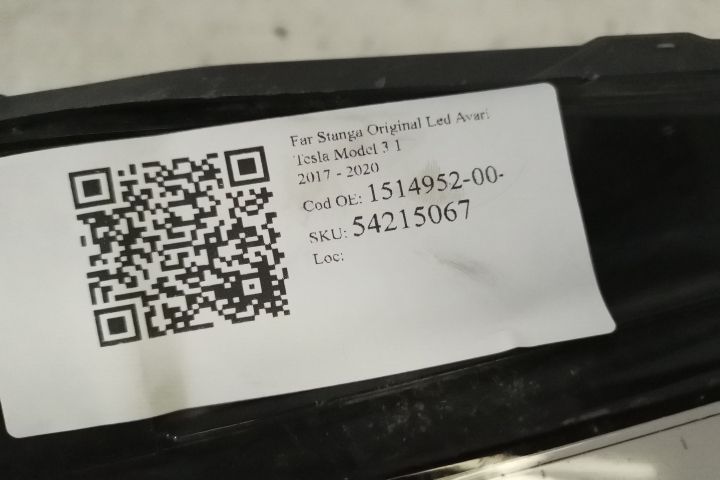 Far Stanga Original Led Avari
Tesla Model 3 1
2017 - 2020
Cod OE: 1514952-00-
SKU: 54215067
Loc: